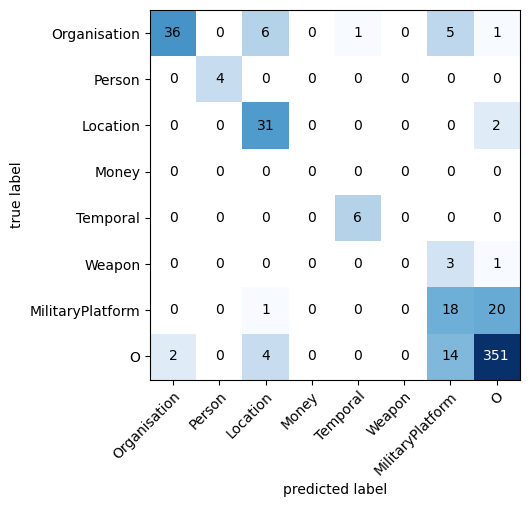 true label
Organisation 36 0 6 0 1 0 5 1
Person 0 4 0 0 0 0 0 0
Location 0 0 31 0 0 0 0 2
Money 0 0 0 0 0 0 0 0
Temporal 0 0 0 0 6 0 0 0
Weapon 0 0 0 0 0 0 3 1
MilitaryPlatform 0 0 1 0 0 0 18 20
O 2 0 4 0 0 0 14 351
Organisation Person Location Money Temporal Weapon MilitaryPlatform O
predicted label